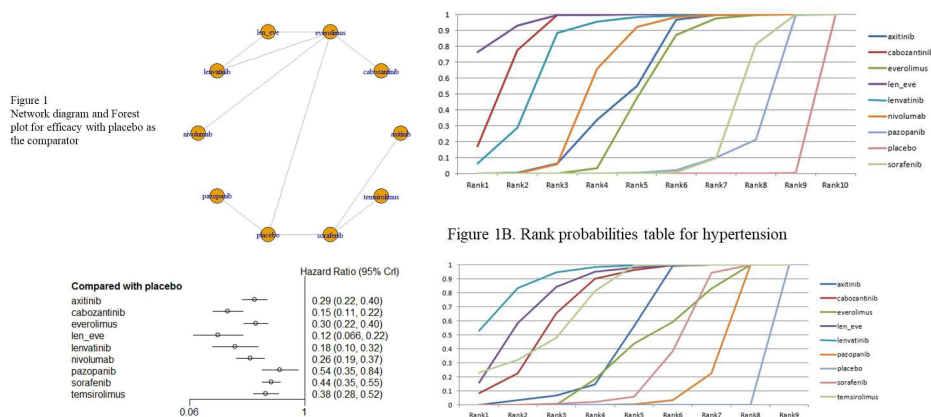 len_eve
everolimus
lenvatinib
cabozantinib
nivolumab
axitinib
pazopanib
temsirolimus
placebo
sorafenib
Figure 1
Network diagram and Forest
plot for efficacy with placebo as
the comparator
Compared with placebo
Hazard Ratio (95% CrI)
axitinib 0.29 (0.22, 0.40)
cabozantinib 0.15 (0.11, 0.22)
everolimus 0.30 (0.22, 0.40)
len_eve 0.12 (0.066, 0.22)
lenvatinib 0.18 (0.10, 0.32)
nivolumab 0.26 (0.19, 0.37)
pazopanib 0.54 (0.35, 0.84)
sorafenib 0.44 (0.35, 0.55)
temsirolimus 0.38 (0.28, 0.52)
0.06 1
1
0.9
0.8
0.7
0.6
0.5
0.4
0.3
0.2
0.1
0
Rank1 Rank2 Rank3 Rank4 Rank5 Rank6 Rank7 Rank8 Rank9 Rank10
axitinib
cabozantinil
everolimus
len_eve
lenvatinib
nivolumab
pazopanib
placebo
sorafenib
Figure 1B. Rank probabilities table for hypertension
1
0.9
0.8
0.7
0.6
0.5
0.4
0.3
0.2
0.1
0
Rank1 Rank2 Rank3 Rank4 Rank5 Rank6 Rank7 Rank8 Rank9
axitinib
cabozantinib
everolimus
len_eve
lenvatinib
pazopanib
placebo
sorafenib
temsirolimus